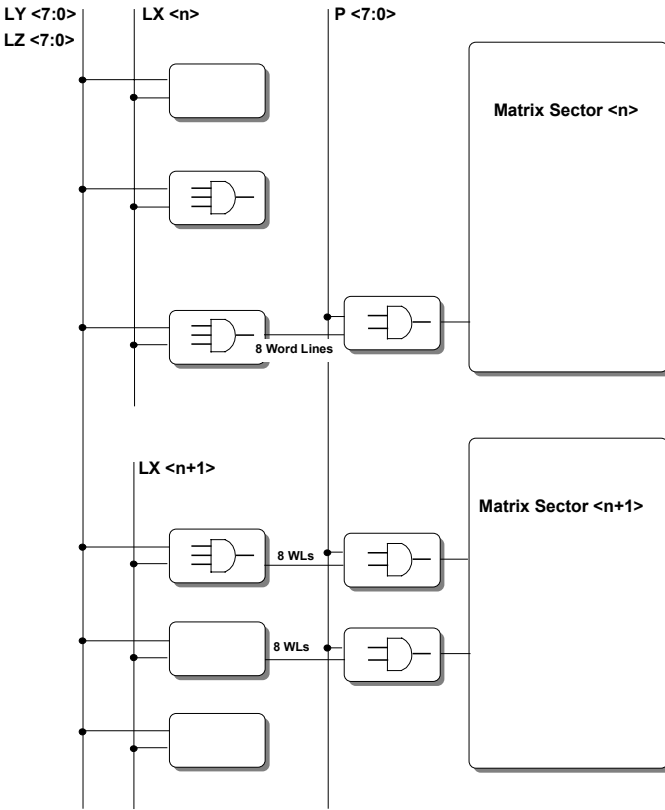 LY <7:0>
LX <n>
P <7:0>
LZ <7:0>
Matrix Sector <n>
8 Word Lines
LX <n+1>
Matrix Sector <n+1>
8 WLs
8 WLs